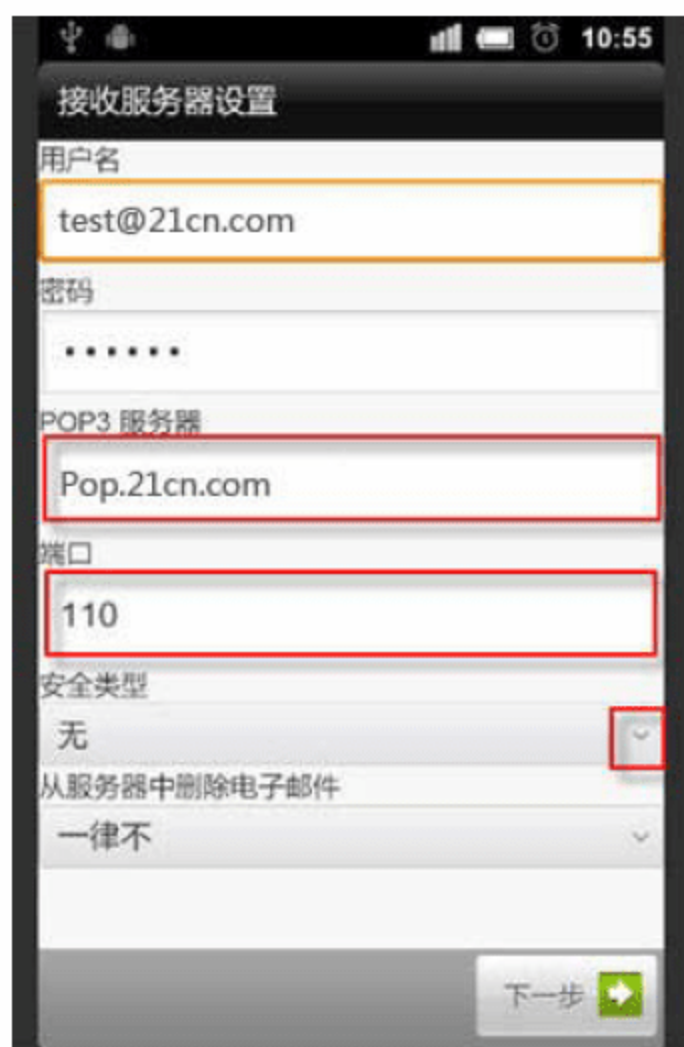 10:55
接收服务器设置
用户名
test@21cn.com
密码
••••••
POP3 服务器
Pop.21cn.com
端口
110
安全类型
无
从服务器中删除电子邮件
一律不
下一步